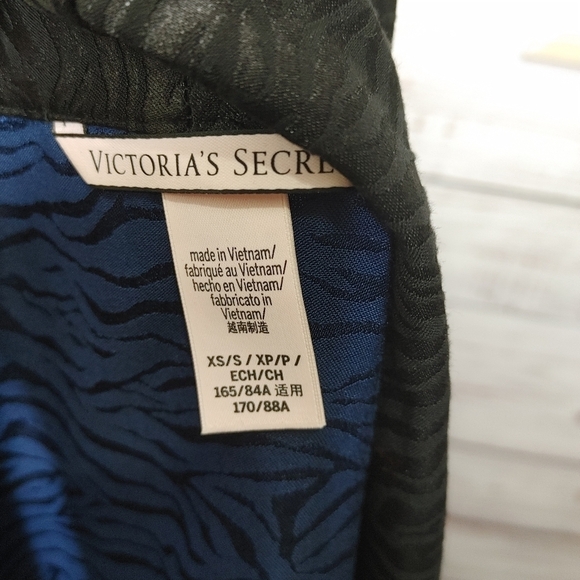 VICTORIA'S SECRE
made in Vietnam/
fabriqué au Vietnam/
hecho en Vietnam/
fabbricato in
Vietnam/
越南制造
XS/S / XP/P /
ECH/CH
165/84A 适用
170/88A